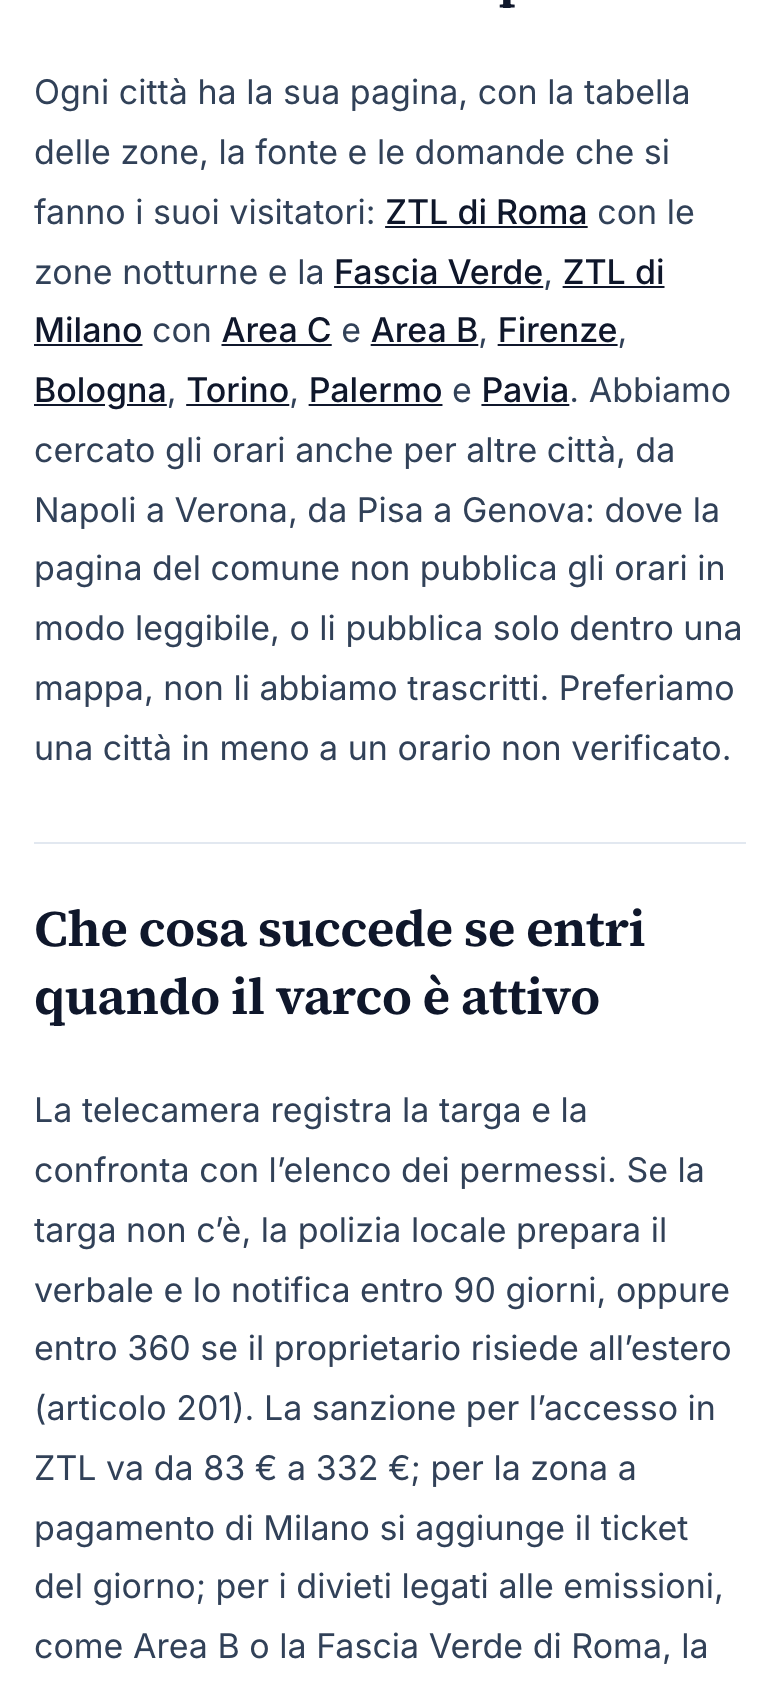 Ogni città ha la sua pagina, con la tabella
delle zone, la fonte e le domande che si
fanno i suoi visitatori: ZTL di Roma con le
zone notturne e la Fascia Verde, ZTL di
Milano con Area C e Area B, Firenze,
Bologna, Torino, Palermo e Pavia. Abbiamo
cercato gli orari anche per altre città, da
Napoli a Verona, da Pisa a Genova: dove la
pagina del comune non pubblica gli orari in
modo leggibile, o li pubblica solo dentro una
mappa, non li abbiamo trascritti. Preferiamo
una città in meno a un orario non verificato.
Che cosa succede se entri
quando il varco è attivo
La telecamera registra la targa e la
confronta con l’elenco dei permessi. Se la
targa non c’è, la polizia locale prepara il
verbale e lo notifica entro 90 giorni, oppure
entro 360 se il proprietario risiede all’estero
(articolo 201). La sanzione per l’accesso in
ZTL va da 83 € a 332 €; per la zona a
pagamento di Milano si aggiunge il ticket
del giorno; per i divieti legati alle emissioni,
come Area B o la Fascia Verde di Roma, la